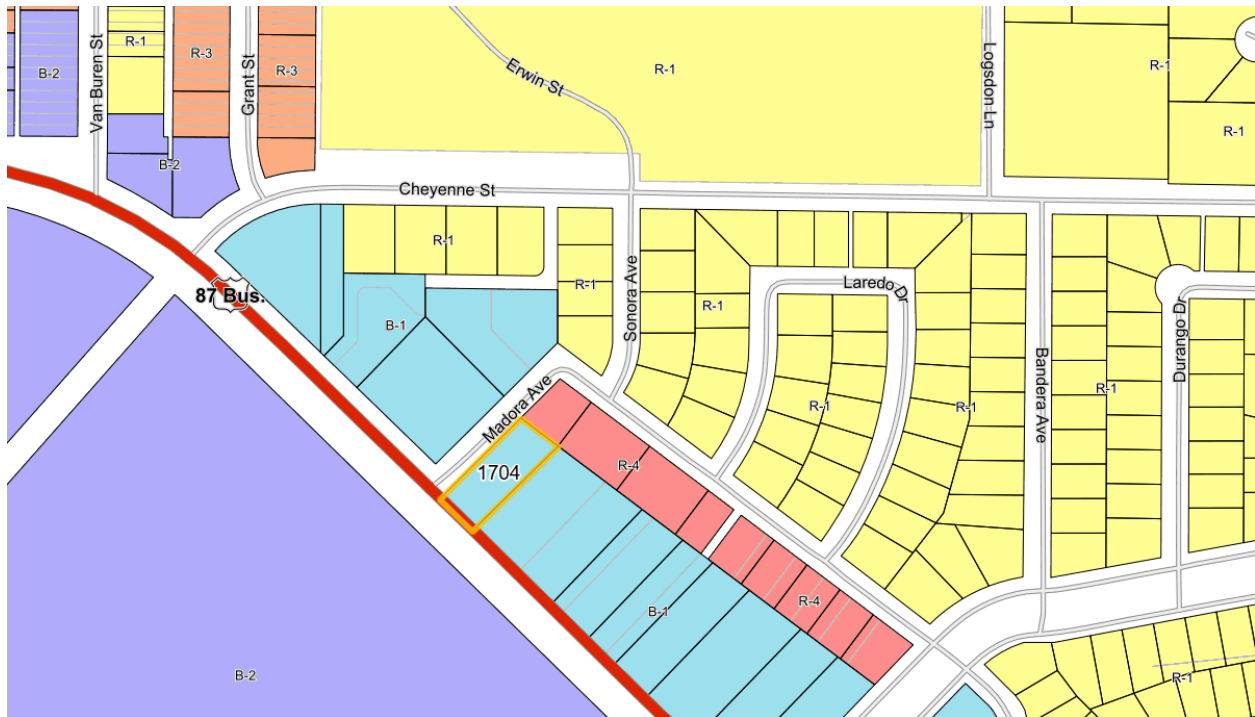 R-1
R-3
B-2
Van Buren St
Grant St
R-3
Erwin St
R-1
Logsdon Ln
R-1
R-1
B-2
Cheyenne St
R-1
R-1
Sonora Ave
R-1
Laredo Dr
87 Bus.
B-1
Bandera Ave
Durango Dr
R-1
R-1
R-1
Madora Ave
1704
R-4
R-4
B-1
B-2
R-1